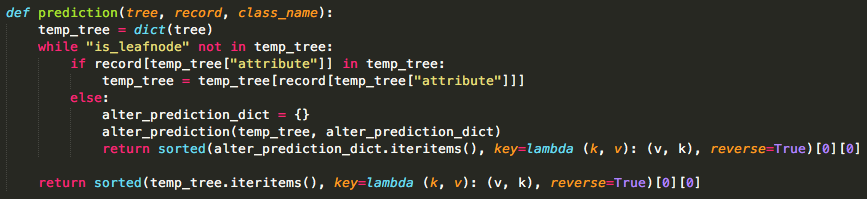 def prediction(tree, record, class_name):
    temp_tree = dict(tree)
    while "is_leafnode" not in temp_tree:
        if record[temp_tree["attribute"]] in temp_tree:
            temp_tree = temp_tree[record[temp_tree["attribute"]]]
        else:
            alter_prediction_dict = {}
            alter_prediction(temp_tree, alter_prediction_dict)
            return sorted(alter_prediction_dict.iteritems(), key=lambda (k, v): (v, k), reverse=True)[0][0]
    return sorted(temp_tree.iteritems(), key=lambda (k, v): (v, k), reverse=True)[0][0]